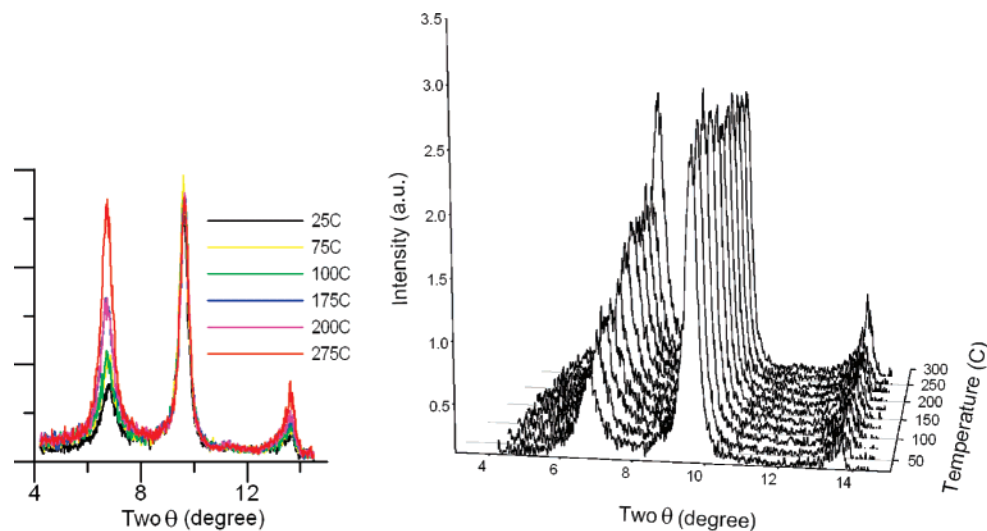 25C
75C
100C
175C
200C
275C
4
8
12
Two θ (degree)
3.5
3.0
2.5
2.0
1.5
1.0
0.5
Intensity (a.u.)
4
6
8
10
12
14
Two θ (degree)
300
250
200
150
100
50
Temperature (C)